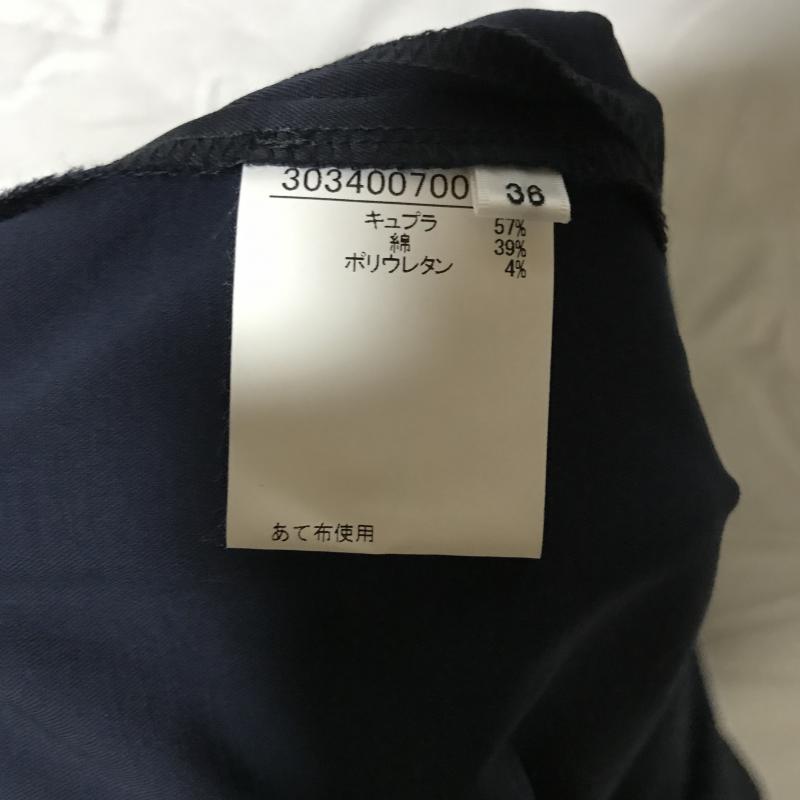 303400700 36
キュプラ 57%
綿 39%
ポリウレタン 4%
あて布使用